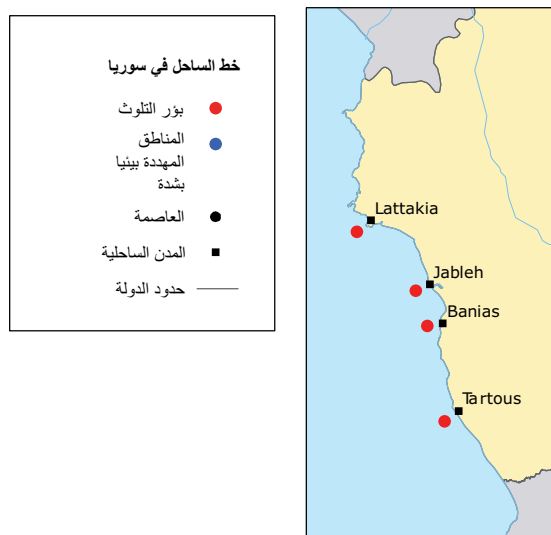 خط الساحل في سوريا
بؤر التلوث
المناطق
المهددة بيئيا
بشدة
العاصمة
المدن الساحلية
حدود الدولة
Lattakia
Jableh
Banias
Tartous